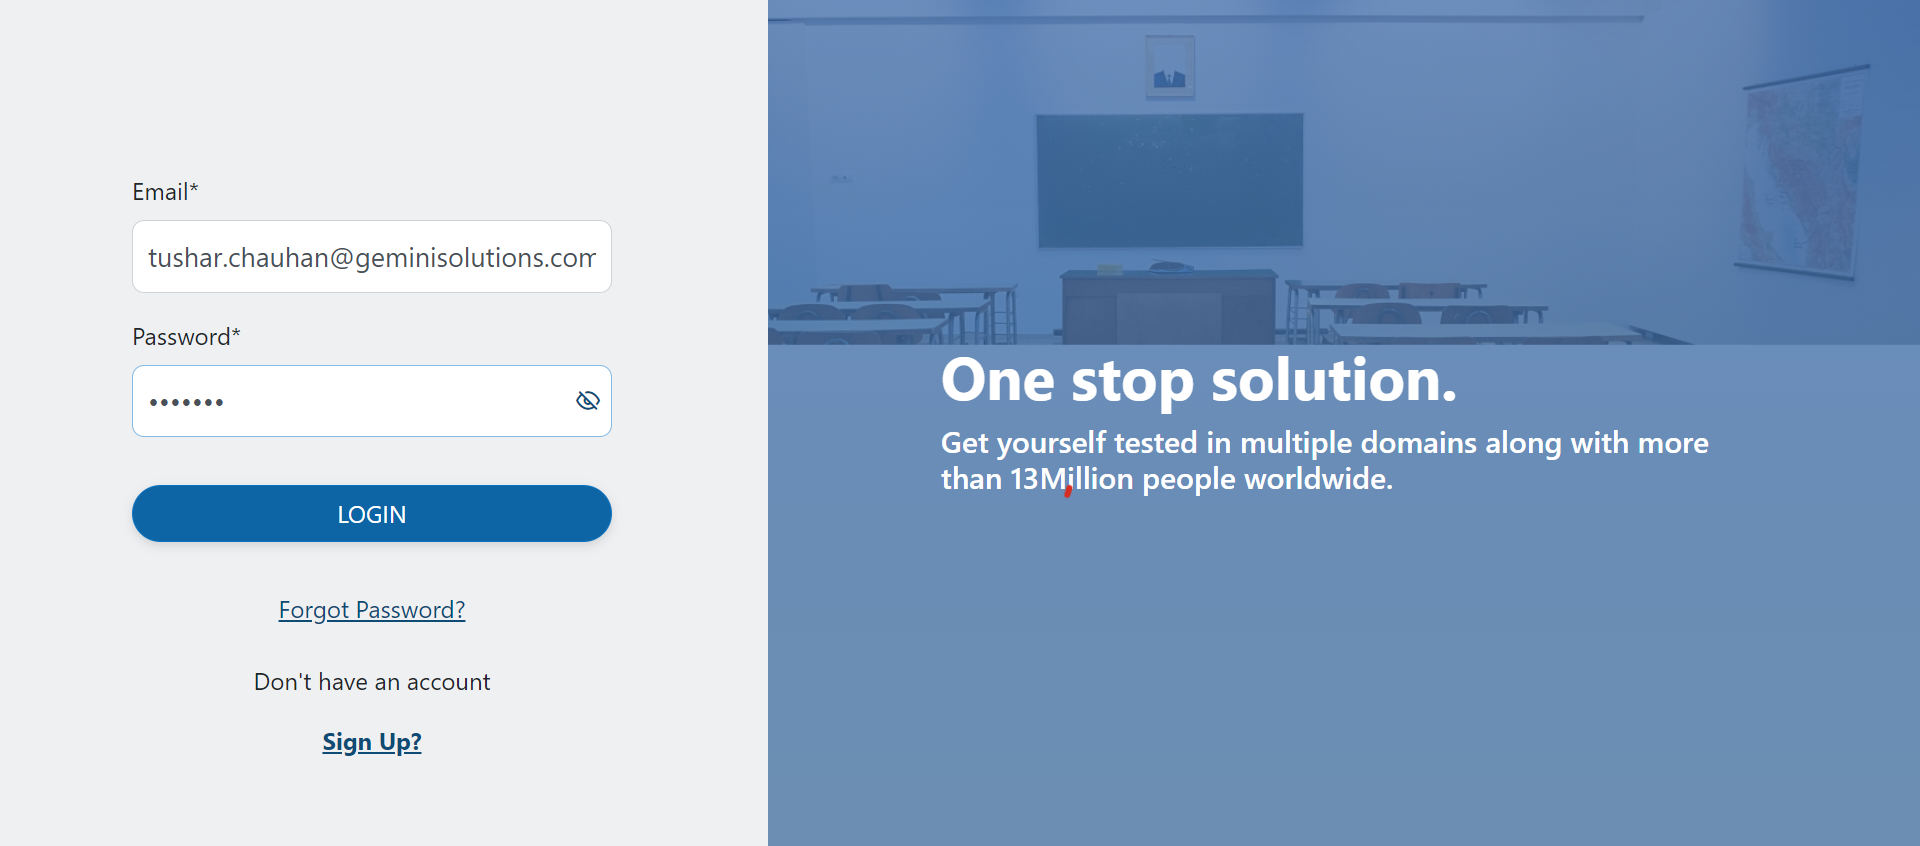 Email*
tushar.chauhan@geminisolutions.com
Password*
•••••••
LOGIN
Forgot Password?
Don't have an account
Sign Up?
One stop solution.
Get yourself tested in multiple domains along with more
than 13Million people worldwide.